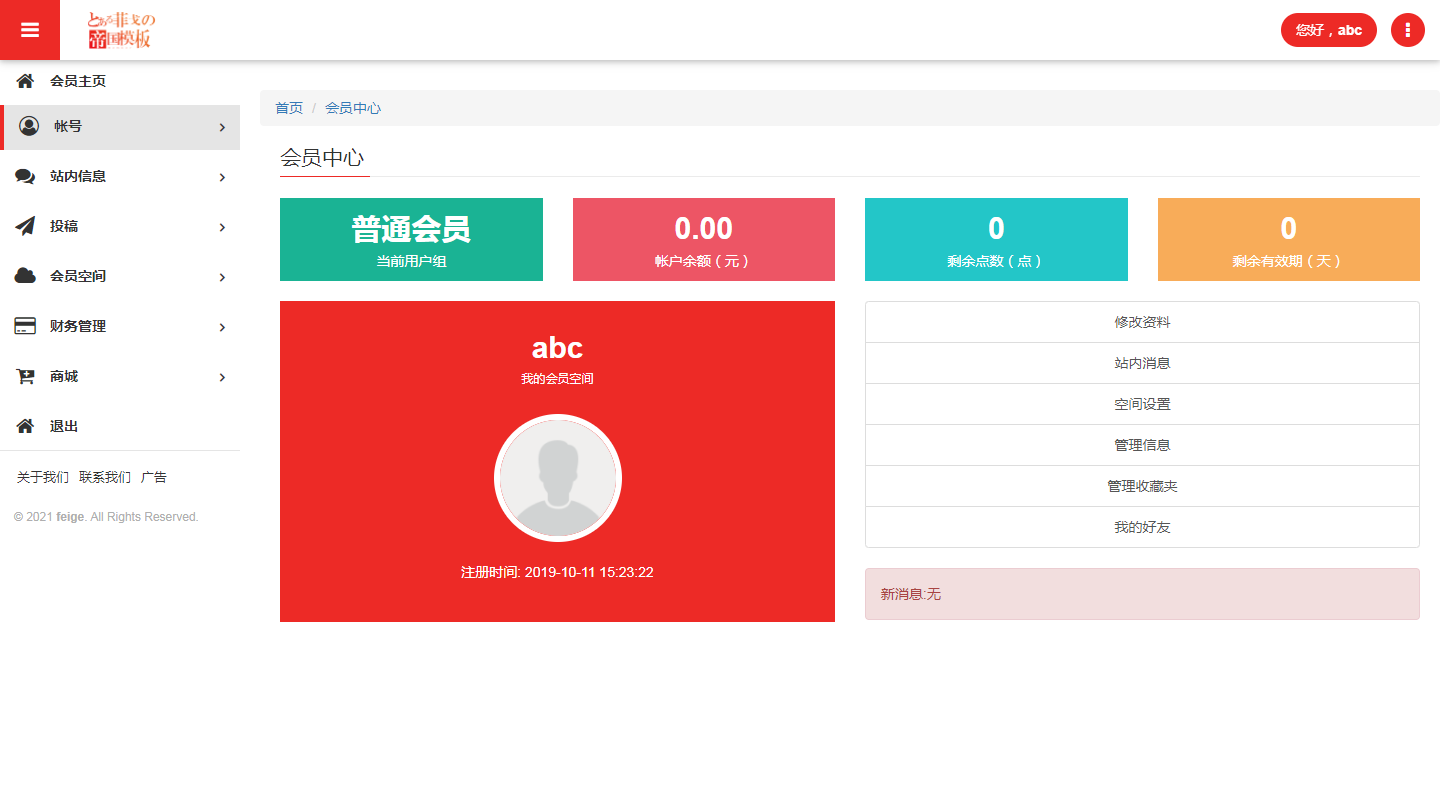 とある菲戈の
帝国模板
您好，abc
会员主页
帐号
站内信息
投稿
会员空间
财务管理
商城
退出
关于我们 联系我们 广告
© 2021 feige. All Rights Reserved.
首页 / 会员中心
会员中心
普通会员
当前用户组
0.00
帐户余额（元）
0
剩余点数（点）
0
剩余有效期（天）
abc
我的会员空间
注册时间: 2019-10-11 15:23:22
修改资料
站内消息
空间设置
管理信息
管理收藏夹
我的好友
新消息:无